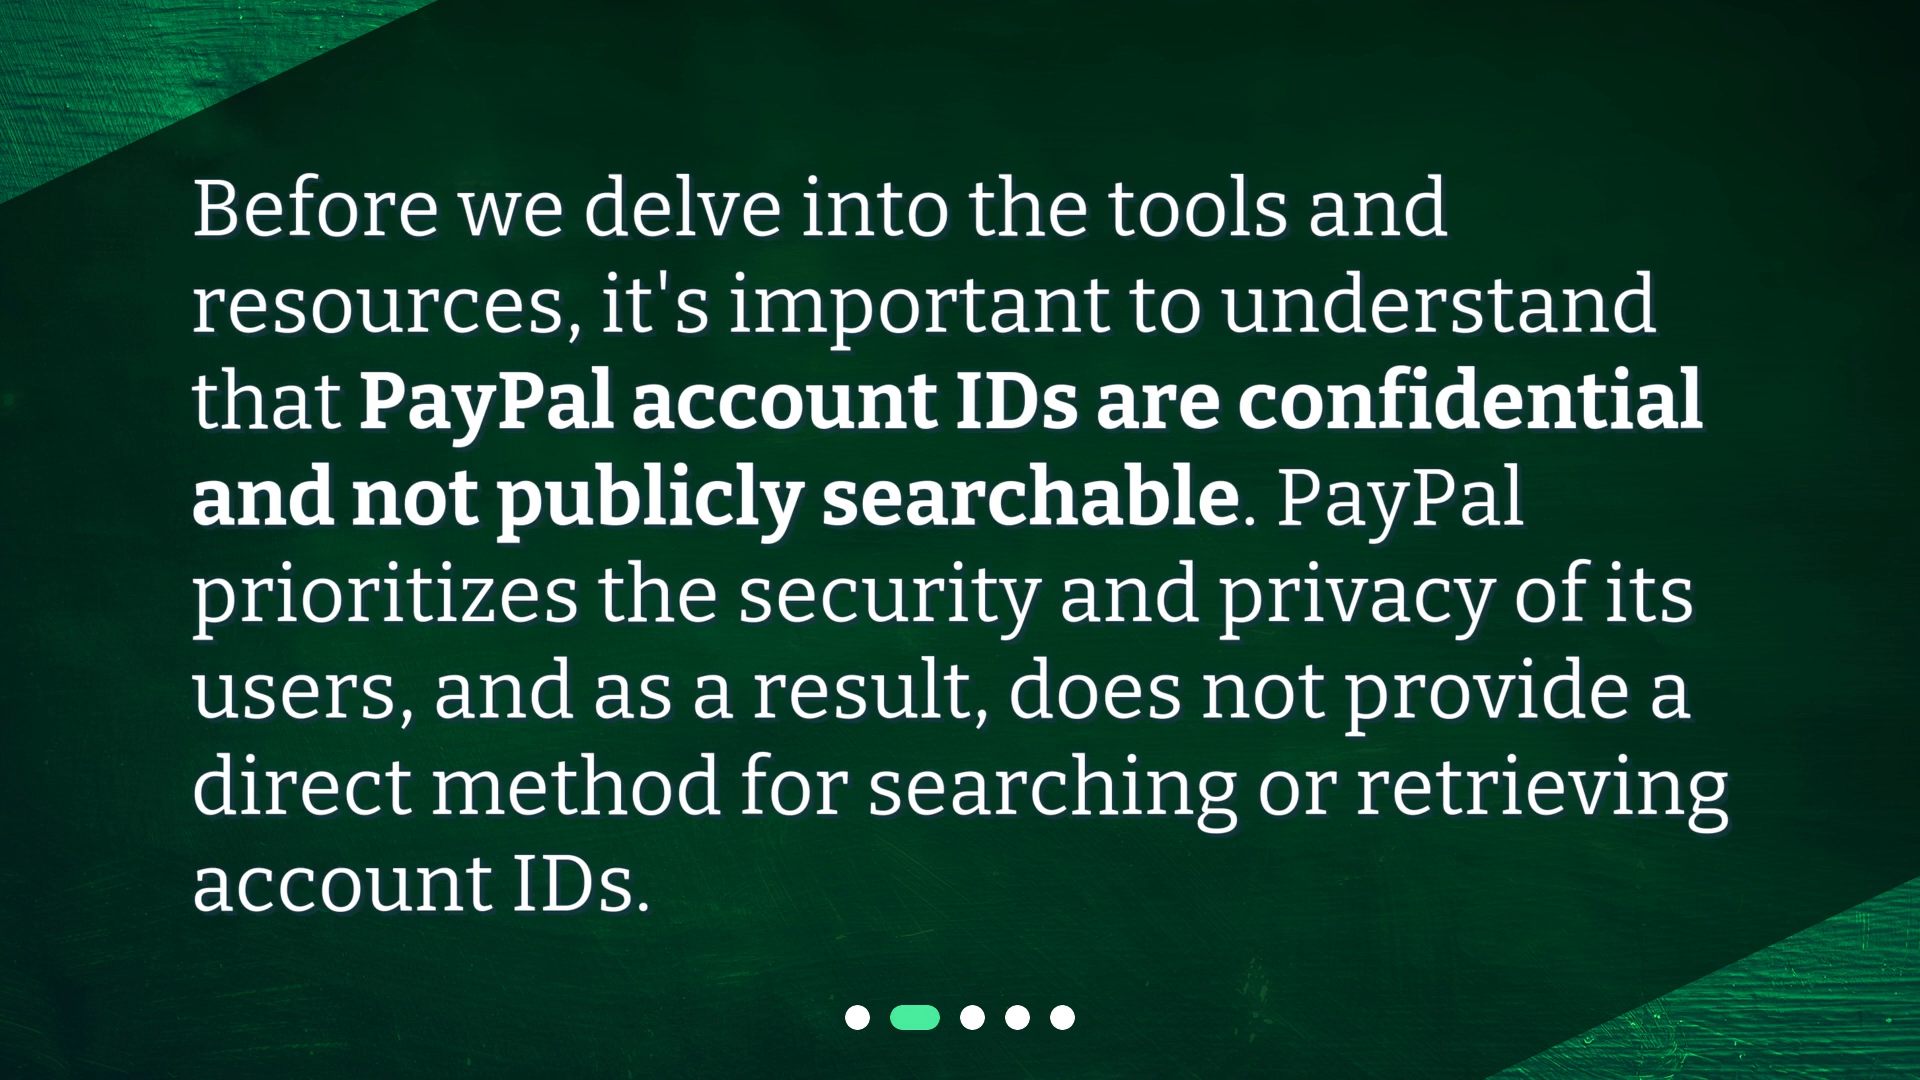 Before we delve into the tools and
resources, it's important to understand
that PayPal account IDs are confidential
and not publicly searchable. PayPal
prioritizes the security and privacy of its
users, and as a result, does not provide a
direct method for searching or retrieving
account IDs.